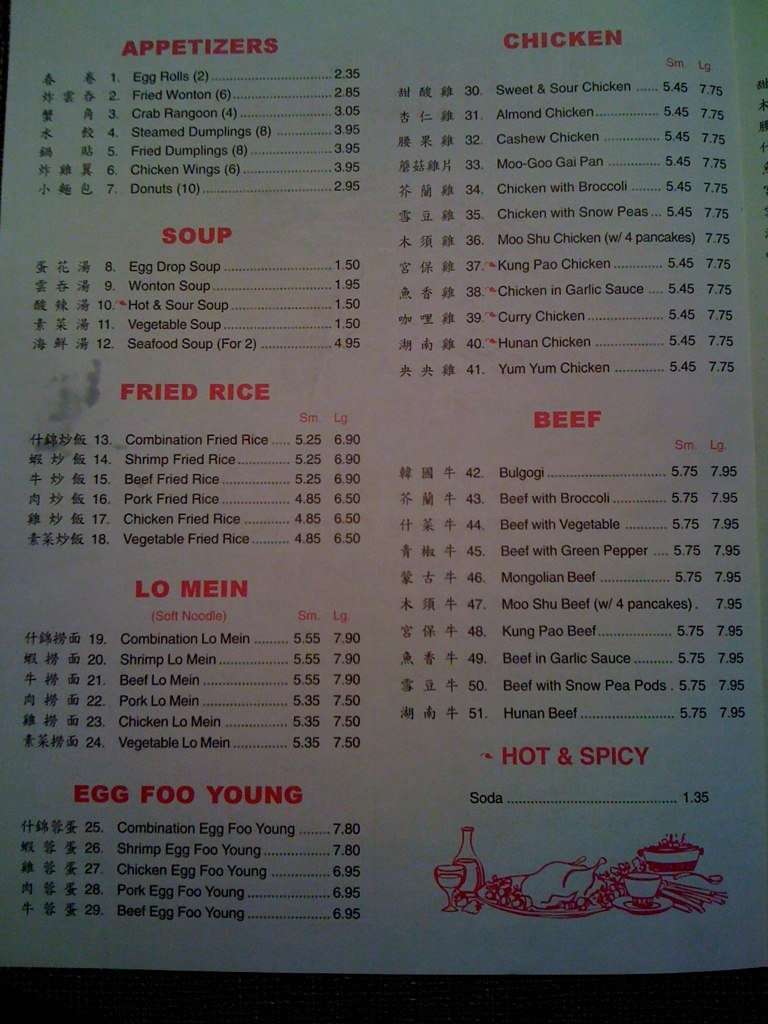 APPETIZERS
春 卷 1. Egg Rolls (2) 2.35
炸雲吞 2. Fried Wonton (6) 2.85
蟹 角 3. Crab Rangoon (4) 3.05
水 餃 4. Steamed Dumplings (8) 3.95
鍋 貼 5. Fried Dumplings (8) 3.95
炸雞翼 6. Chicken Wings (6) 3.95
小麵包 7. Donuts (10) 2.95
SOUP
蛋花湯 8. Egg Drop Soup 1.50
雲吞湯 9. Wonton Soup 1.95
酸辣湯 10. Hot & Sour Soup 1.50
素菜湯 11. Vegetable Soup 1.50
海鮮湯 12. Seafood Soup (For 2) 4.95
FRIED RICE
Sm. Lg.
什錦炒飯 13. Combination Fried Rice 5.25 6.90
蝦炒飯 14. Shrimp Fried Rice 5.25 6.90
牛炒飯 15. Beef Fried Rice 5.25 6.90
肉炒飯 16. Pork Fried Rice 4.85 6.50
雞炒飯 17. Chicken Fried Rice 4.85 6.50
素菜炒飯 18. Vegetable Fried Rice 4.85 6.50
LO MEIN
(Soft Noodle) Sm. Lg.
什錦撈面 19. Combination Lo Mein 5.55 7.90
蝦撈面 20. Shrimp Lo Mein 5.55 7.90
牛撈面 21. Beef Lo Mein 5.55 7.90
肉撈面 22. Pork Lo Mein 5.35 7.50
雞撈面 23. Chicken Lo Mein 5.35 7.50
素菜撈面 24. Vegetable Lo Mein 5.35 7.50
EGG FOO YOUNG
什錦蓉蛋 25. Combination Egg Foo Young 7.80
蝦蓉蛋 26. Shrimp Egg Foo Young 7.80
雞蓉蛋 27. Chicken Egg Foo Young 6.95
肉蓉蛋 28. Pork Egg Foo Young 6.95
牛蓉蛋 29. Beef Egg Foo Young 6.95
CHICKEN
Sm. Lg.
甜酸雞 30. Sweet & Sour Chicken 5.45 7.75
杏仁雞 31. Almond Chicken 5.45 7.75
腰果雞 32. Cashew Chicken 5.45 7.75
蘑菇雞片 33. Moo-Goo Gai Pan 5.45 7.75
芥蘭雞 34. Chicken with Broccoli 5.45 7.75
雪豆雞 35. Chicken with Snow Peas 5.45 7.75
木須雞 36. Moo Shu Chicken (w/ 4 pancakes) 7.75
宮保雞 37. Kung Pao Chicken 5.45 7.75
魚香雞 38. Chicken in Garlic Sauce 5.45 7.75
咖哩雞 39. Curry Chicken 5.45 7.75
湖南雞 40. Hunan Chicken 5.45 7.75
央央雞 41. Yum Yum Chicken 5.45 7.75
BEEF
Sm. Lg.
韓國牛 42. Bulgogi 5.75 7.95
芥蘭牛 43. Beef with Broccoli 5.75 7.95
什菜牛 44. Beef with Vegetable 5.75 7.95
青椒牛 45. Beef with Green Pepper 5.75 7.95
蒙古牛 46. Mongolian Beef 5.75 7.95
木須牛 47. Moo Shu Beef (w/ 4 pancakes) 7.95
宮保牛 48. Kung Pao Beef 5.75 7.95
魚香牛 49. Beef in Garlic Sauce 5.75 7.95
雪豆牛 50. Beef with Snow Pea Pods 5.75 7.95
湖南牛 51. Hunan Beef 5.75 7.95
HOT & SPICY
Soda 1.35